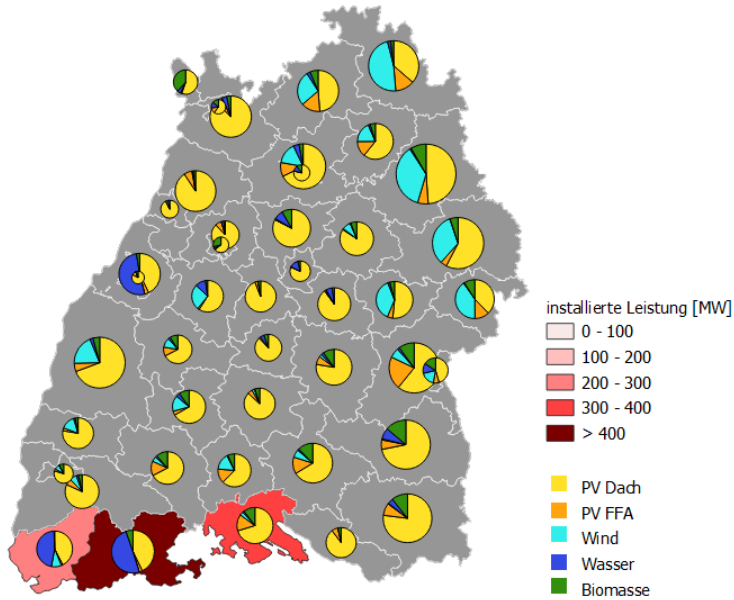 installierte Leistung [MW]
0 - 100
100 - 200
200 - 300
300 - 400
> 400
PV Dach
PV FFA
Wind
Wasser
Biomasse